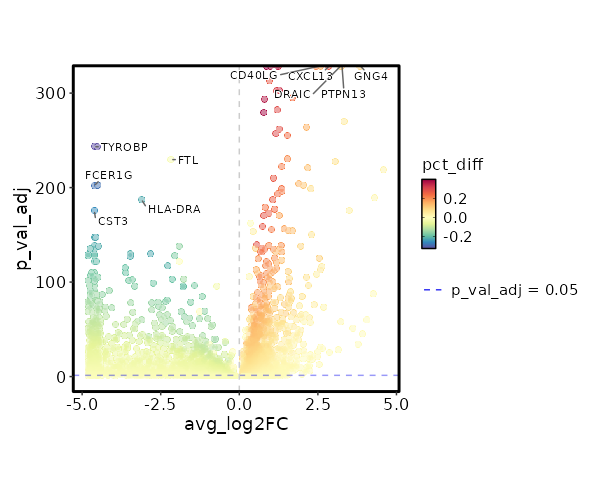 CD40LG CXCL13 GNG4
DRAIC PTPN13
TYROBP
FTL
FCER1G
HLA-DRA
CST3
300
200
100
0
p_val_adj
-5.0 -2.5 0.0 2.5 5.0
avg_log2FC
pct_diff
0.2
0.0
-0.2
p_val_adj = 0.05